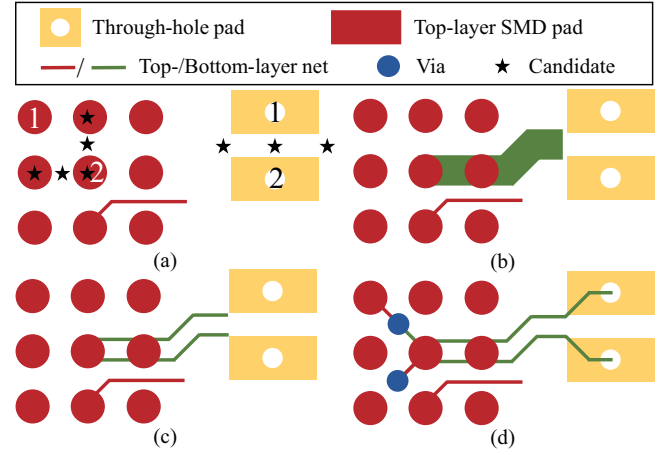 Through-hole pad
Top-layer SMD pad
/ Top-/Bottom-layer net
Via
Candidate
1
2
1
2
(a)
(b)
(c)
(d)